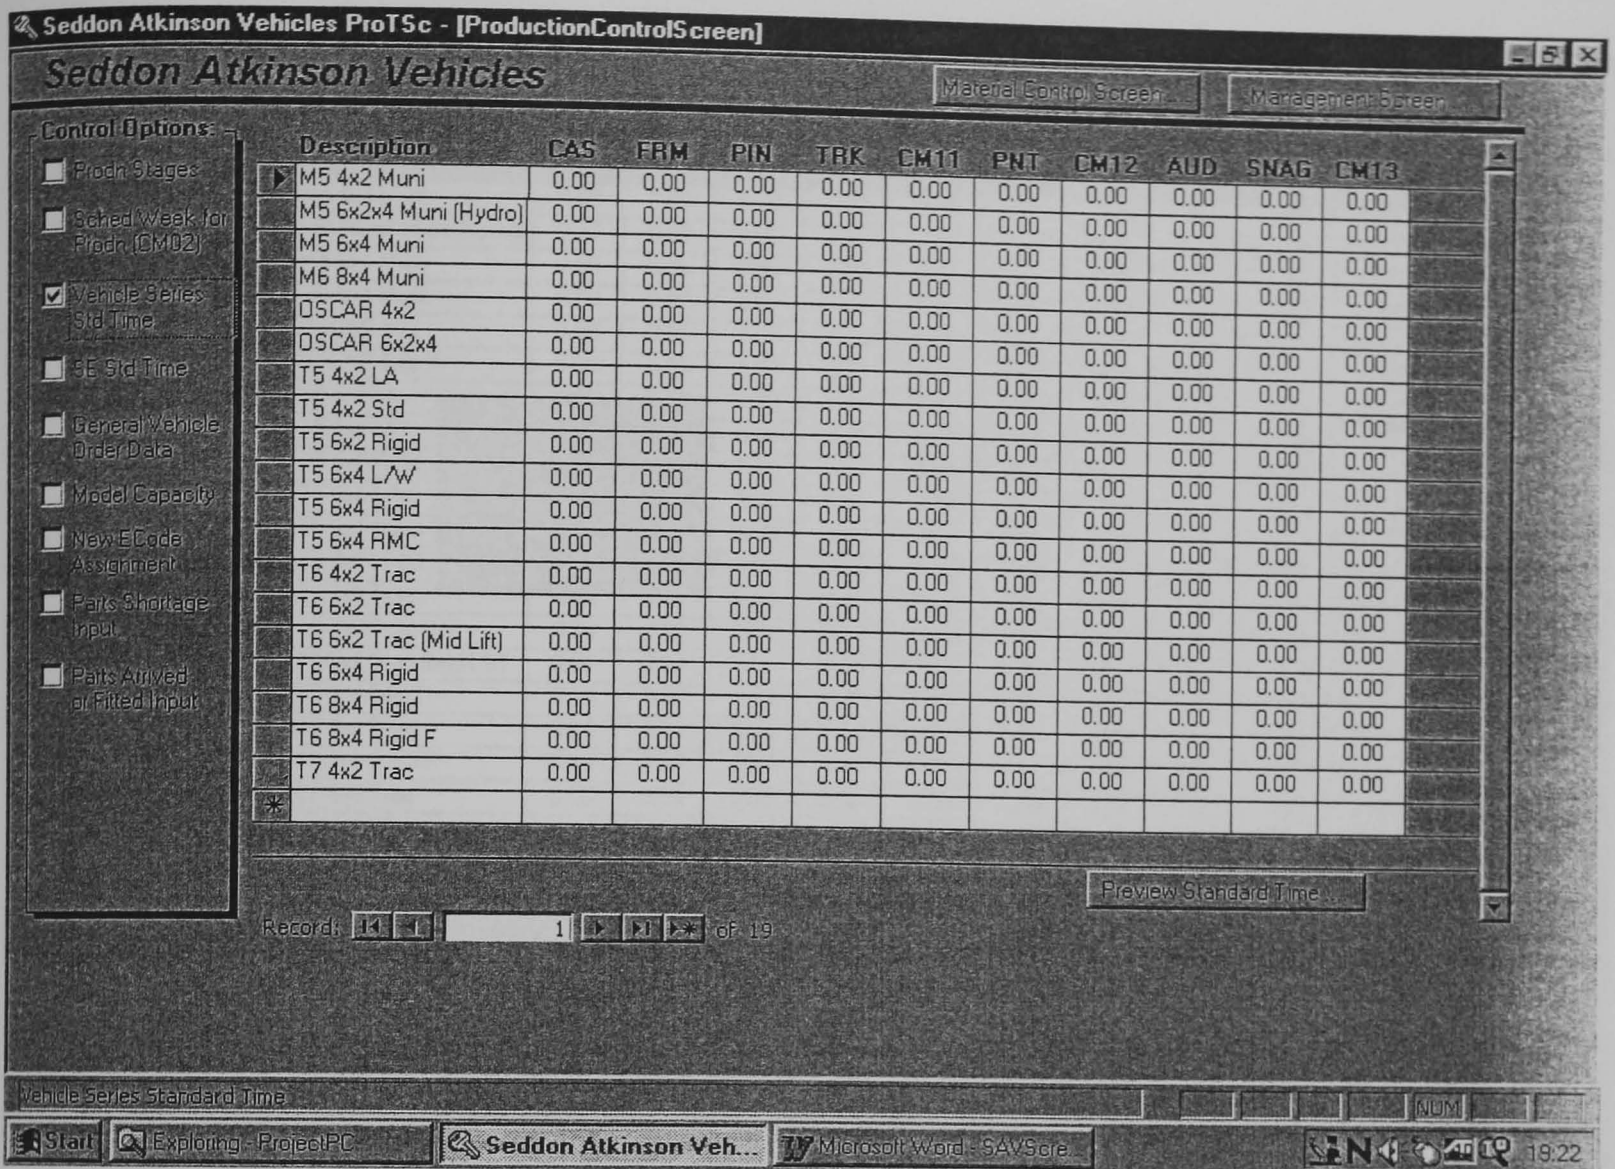 Seddon Atkinson Vehicles ProTSc - [ProductionControlScreen]
Seddon Atkinson Vehicles
Material Control Screen...
Management Screen...
Control Options:
Prodn Stages
Sched Week for
Prodn (CM02)
Vehicle Series
Std Time
SE Std Time
General Vehicle
Order Data
Model Capacity
New ECode
Assignment
Parts Shortage
Input
Parts Arrived
or Fitted Input
Description CAS FRM PIN TRK CM11 PNT CM12 AUD SNAG CM13
M5 4x2 Muni 0.00 0.00 0.00 0.00 0.00 0.00 0.00 0.00 0.00 0.00
M5 6x2x4 Muni (Hydro) 0.00 0.00 0.00 0.00 0.00 0.00 0.00 0.00 0.00 0.00
M5 6x4 Muni 0.00 0.00 0.00 0.00 0.00 0.00 0.00 0.00 0.00 0.00
M6 8x4 Muni 0.00 0.00 0.00 0.00 0.00 0.00 0.00 0.00 0.00 0.00
OSCAR 4x2 0.00 0.00 0.00 0.00 0.00 0.00 0.00 0.00 0.00 0.00
OSCAR 6x2x4 0.00 0.00 0.00 0.00 0.00 0.00 0.00 0.00 0.00 0.00
T5 4x2 LA 0.00 0.00 0.00 0.00 0.00 0.00 0.00 0.00 0.00 0.00
T5 4x2 Std 0.00 0.00 0.00 0.00 0.00 0.00 0.00 0.00 0.00 0.00
T5 6x2 Rigid 0.00 0.00 0.00 0.00 0.00 0.00 0.00 0.00 0.00 0.00
T5 6x4 L/W 0.00 0.00 0.00 0.00 0.00 0.00 0.00 0.00 0.00 0.00
T5 6x4 Rigid 0.00 0.00 0.00 0.00 0.00 0.00 0.00 0.00 0.00 0.00
T5 6x4 RMC 0.00 0.00 0.00 0.00 0.00 0.00 0.00 0.00 0.00 0.00
T6 4x2 Trac 0.00 0.00 0.00 0.00 0.00 0.00 0.00 0.00 0.00 0.00
T6 6x2 Trac 0.00 0.00 0.00 0.00 0.00 0.00 0.00 0.00 0.00 0.00
T6 6x2 Trac (Mid Lift) 0.00 0.00 0.00 0.00 0.00 0.00 0.00 0.00 0.00 0.00
T6 6x4 Rigid 0.00 0.00 0.00 0.00 0.00 0.00 0.00 0.00 0.00 0.00
T6 8x4 Rigid 0.00 0.00 0.00 0.00 0.00 0.00 0.00 0.00 0.00 0.00
T6 8x4 Rigid F 0.00 0.00 0.00 0.00 0.00 0.00 0.00 0.00 0.00 0.00
T7 4x2 Trac 0.00 0.00 0.00 0.00 0.00 0.00 0.00 0.00 0.00 0.00
Preview Standard Time...
Record: 1 of 19
Vehicle Series Standard Time
NUM
Start Exploring - ProjectPC Seddon Atkinson Veh... Microsoft Word - SAVScre... 18:22